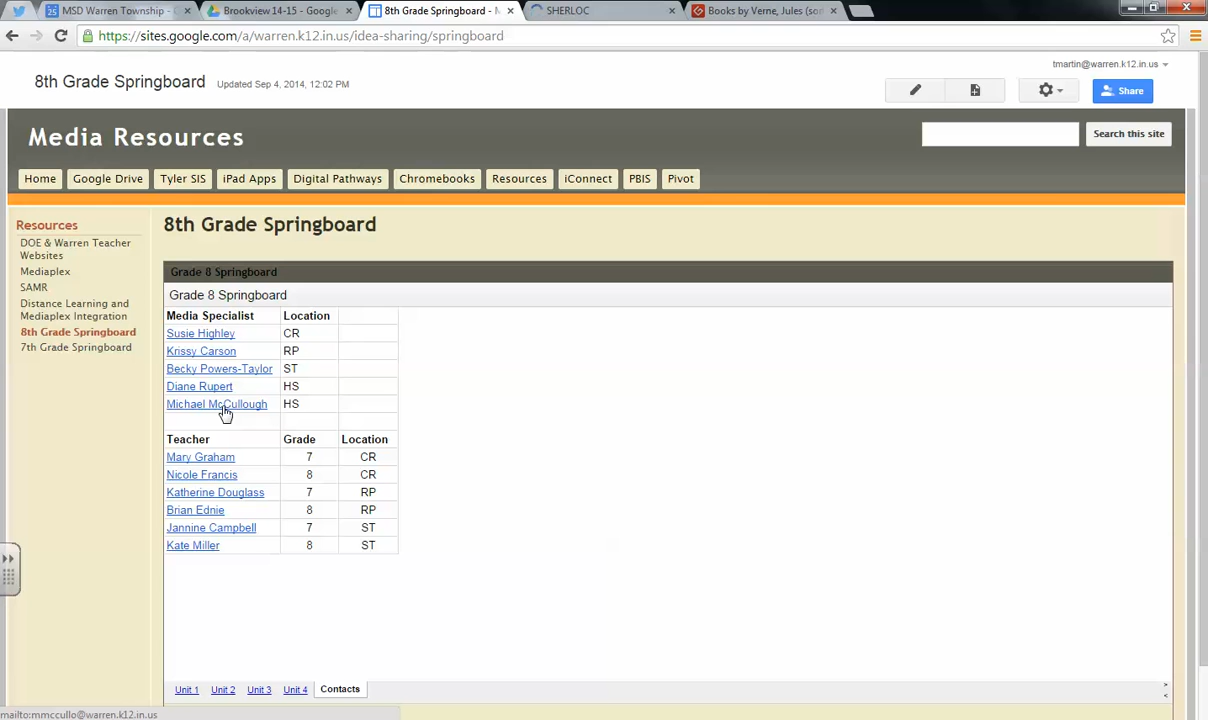 MSD Warren Township -
Brookview 14-15 - Google
8th Grade Springboard -
SHERLOC
Books by Verne, Jules (sor
https://sites.google.com/a/warren.k12.in.us/idea-sharing/springboard
tmartin@warren.k12.in.us
8th Grade Springboard Updated Sep 4, 2014, 12:02 PM
Share
Media Resources
Search this site
Home Google Drive Tyler SIS iPad Apps Digital Pathways Chromebooks Resources iConnect PBIS Pivot
Resources
DOE & Warren Teacher
Websites
Mediaplex
SAMR
Distance Learning and
Mediaplex Integration
8th Grade Springboard
7th Grade Springboard
8th Grade Springboard
Grade 8 Springboard
Grade 8 Springboard
Media Specialist Location
Susie Highley CR
Krissy Carson RP
Becky Powers-Taylor ST
Diane Rupert HS
Michael McCullough HS
Teacher Grade Location
Mary Graham 7 CR
Nicole Francis 8 CR
Katherine Douglass 7 RP
Brian Ednie 8 RP
Jannine Campbell 7 ST
Kate Miller 8 ST
Unit 1 Unit 2 Unit 3 Unit 4 Contacts
mailto:mmccullo@warren.k12.in.us